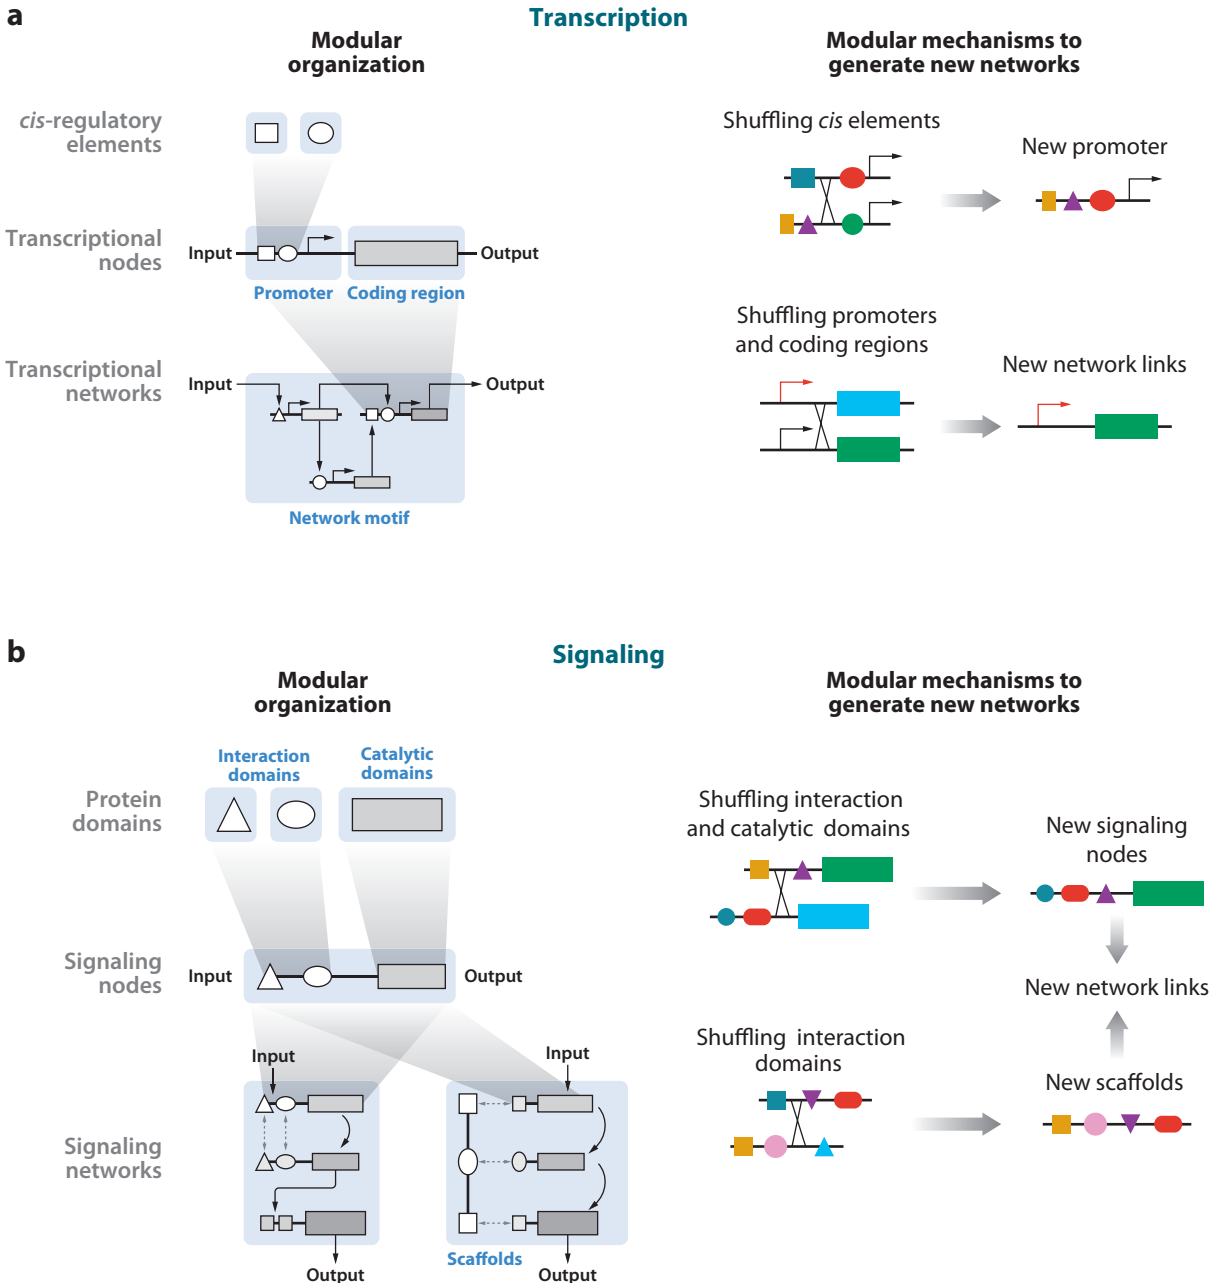 a
Transcription
Modular
organization
Modular mechanisms to
generate new networks
cis-regulatory
elements
Shuffling cis elements
New promoter
Transcriptional
nodes
Input
Output
Promoter
Coding region
Shuffling promoters
and coding regions
New network links
Transcriptional
networks
Input
Output
Network motif
b
Signaling
Modular
organization
Modular mechanisms to
generate new networks
Interaction
domains
Catalytic
domains
Protein
domains
Shuffling interaction
and catalytic domains
New signaling
nodes
Signaling
nodes
Input
Output
New network links
Shuffling interaction
domains
New scaffolds
Input
Input
Signaling
networks
Scaffolds
Output
Output